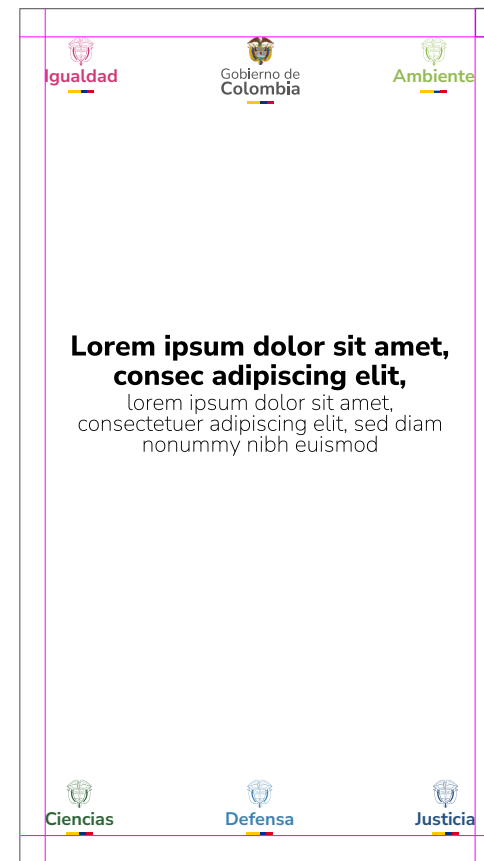 Igualdad
Gobierno de
Colombia
Ambiente
Lorem ipsum dolor sit amet,
consec adipiscing elit,
lorem ipsum dolor sit amet,
consectetuer adipiscing elit, sed diam
nonummy nibh euismod
Ciencias
Defensa
Justicia